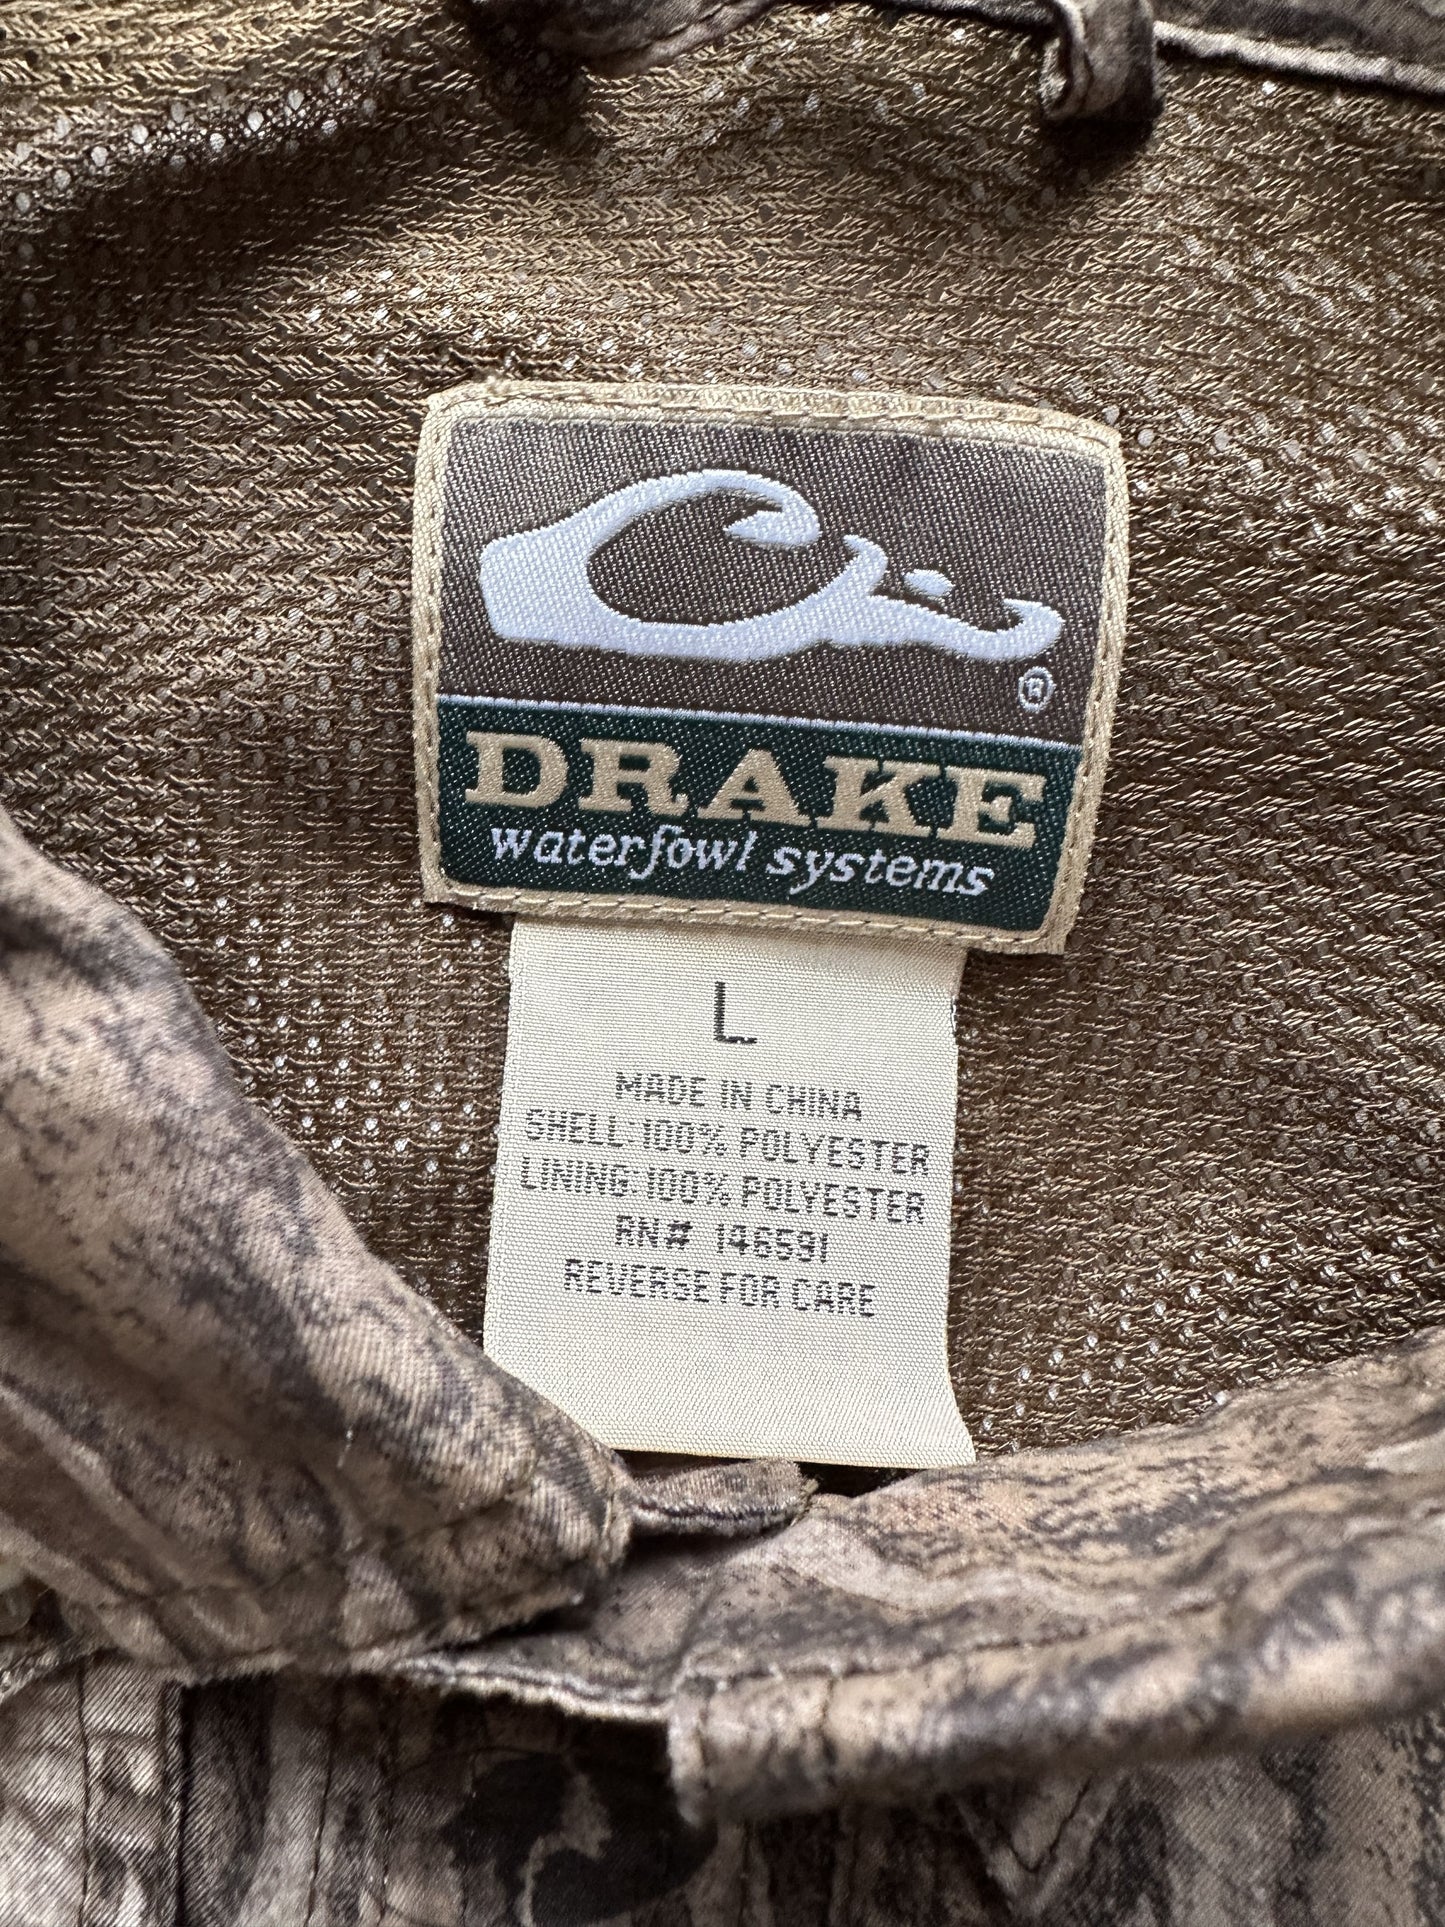 ®
DRAKE
waterfowl systems
L
MADE IN CHINA
SHELL: 100% POLYESTER
LINING: 100% POLYESTER
RN# 146591
REVERSE FOR CARE